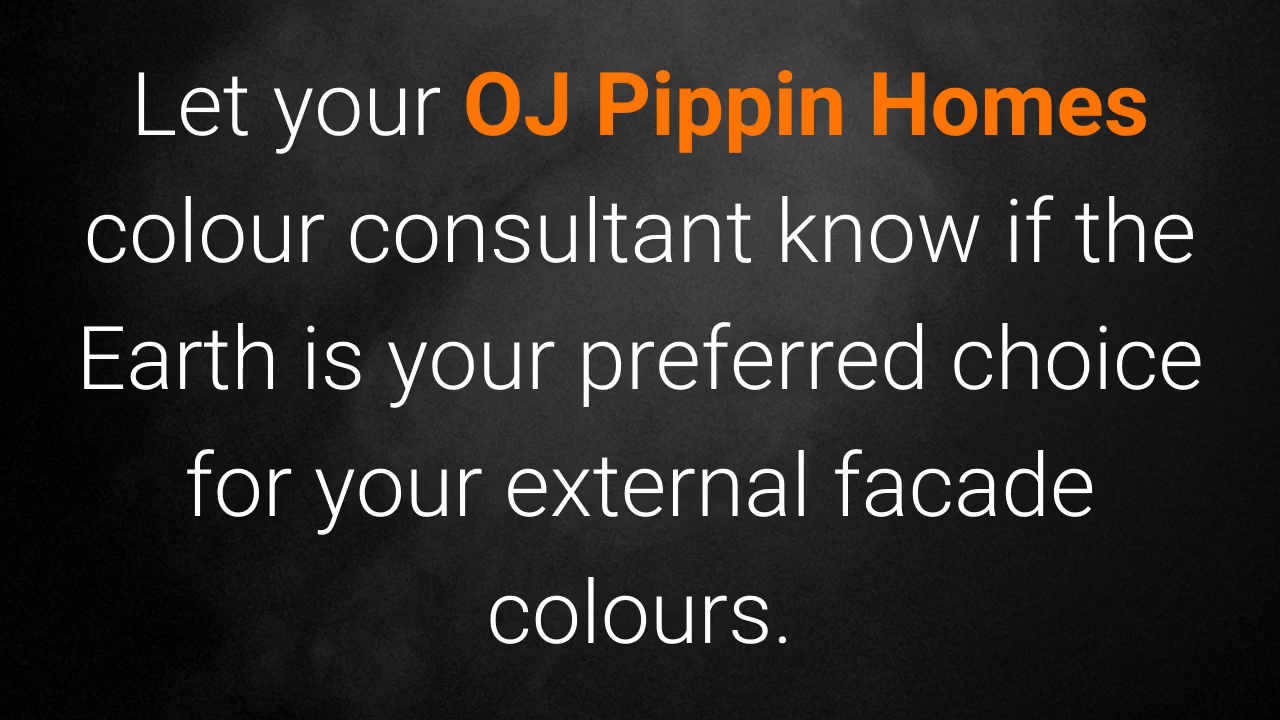 Let your OJ Pippin Homes
colour consultant know if the
Earth is your preferred choice
for your external facade
colours.